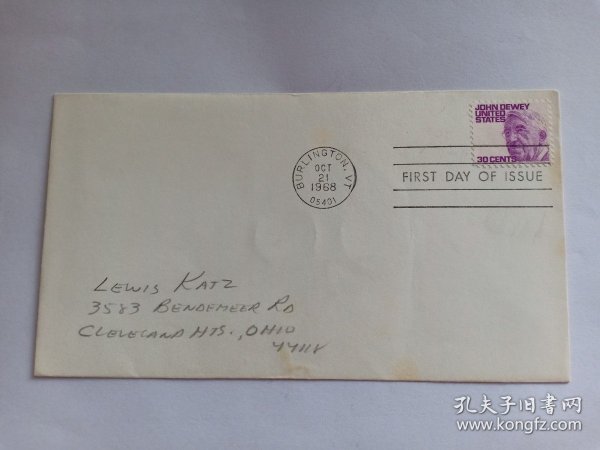 JOHN DEWEY
UNITED
STATES
30 CENTS
BURLINGTON, VT
OCT
21
1968
05401
FIRST DAY OF ISSUE
LEWIS KATZ
3583 BENDEMEER RD
CLEVELAND HTS., OHIO
44118
孔夫子旧书网
www.kongfz.com